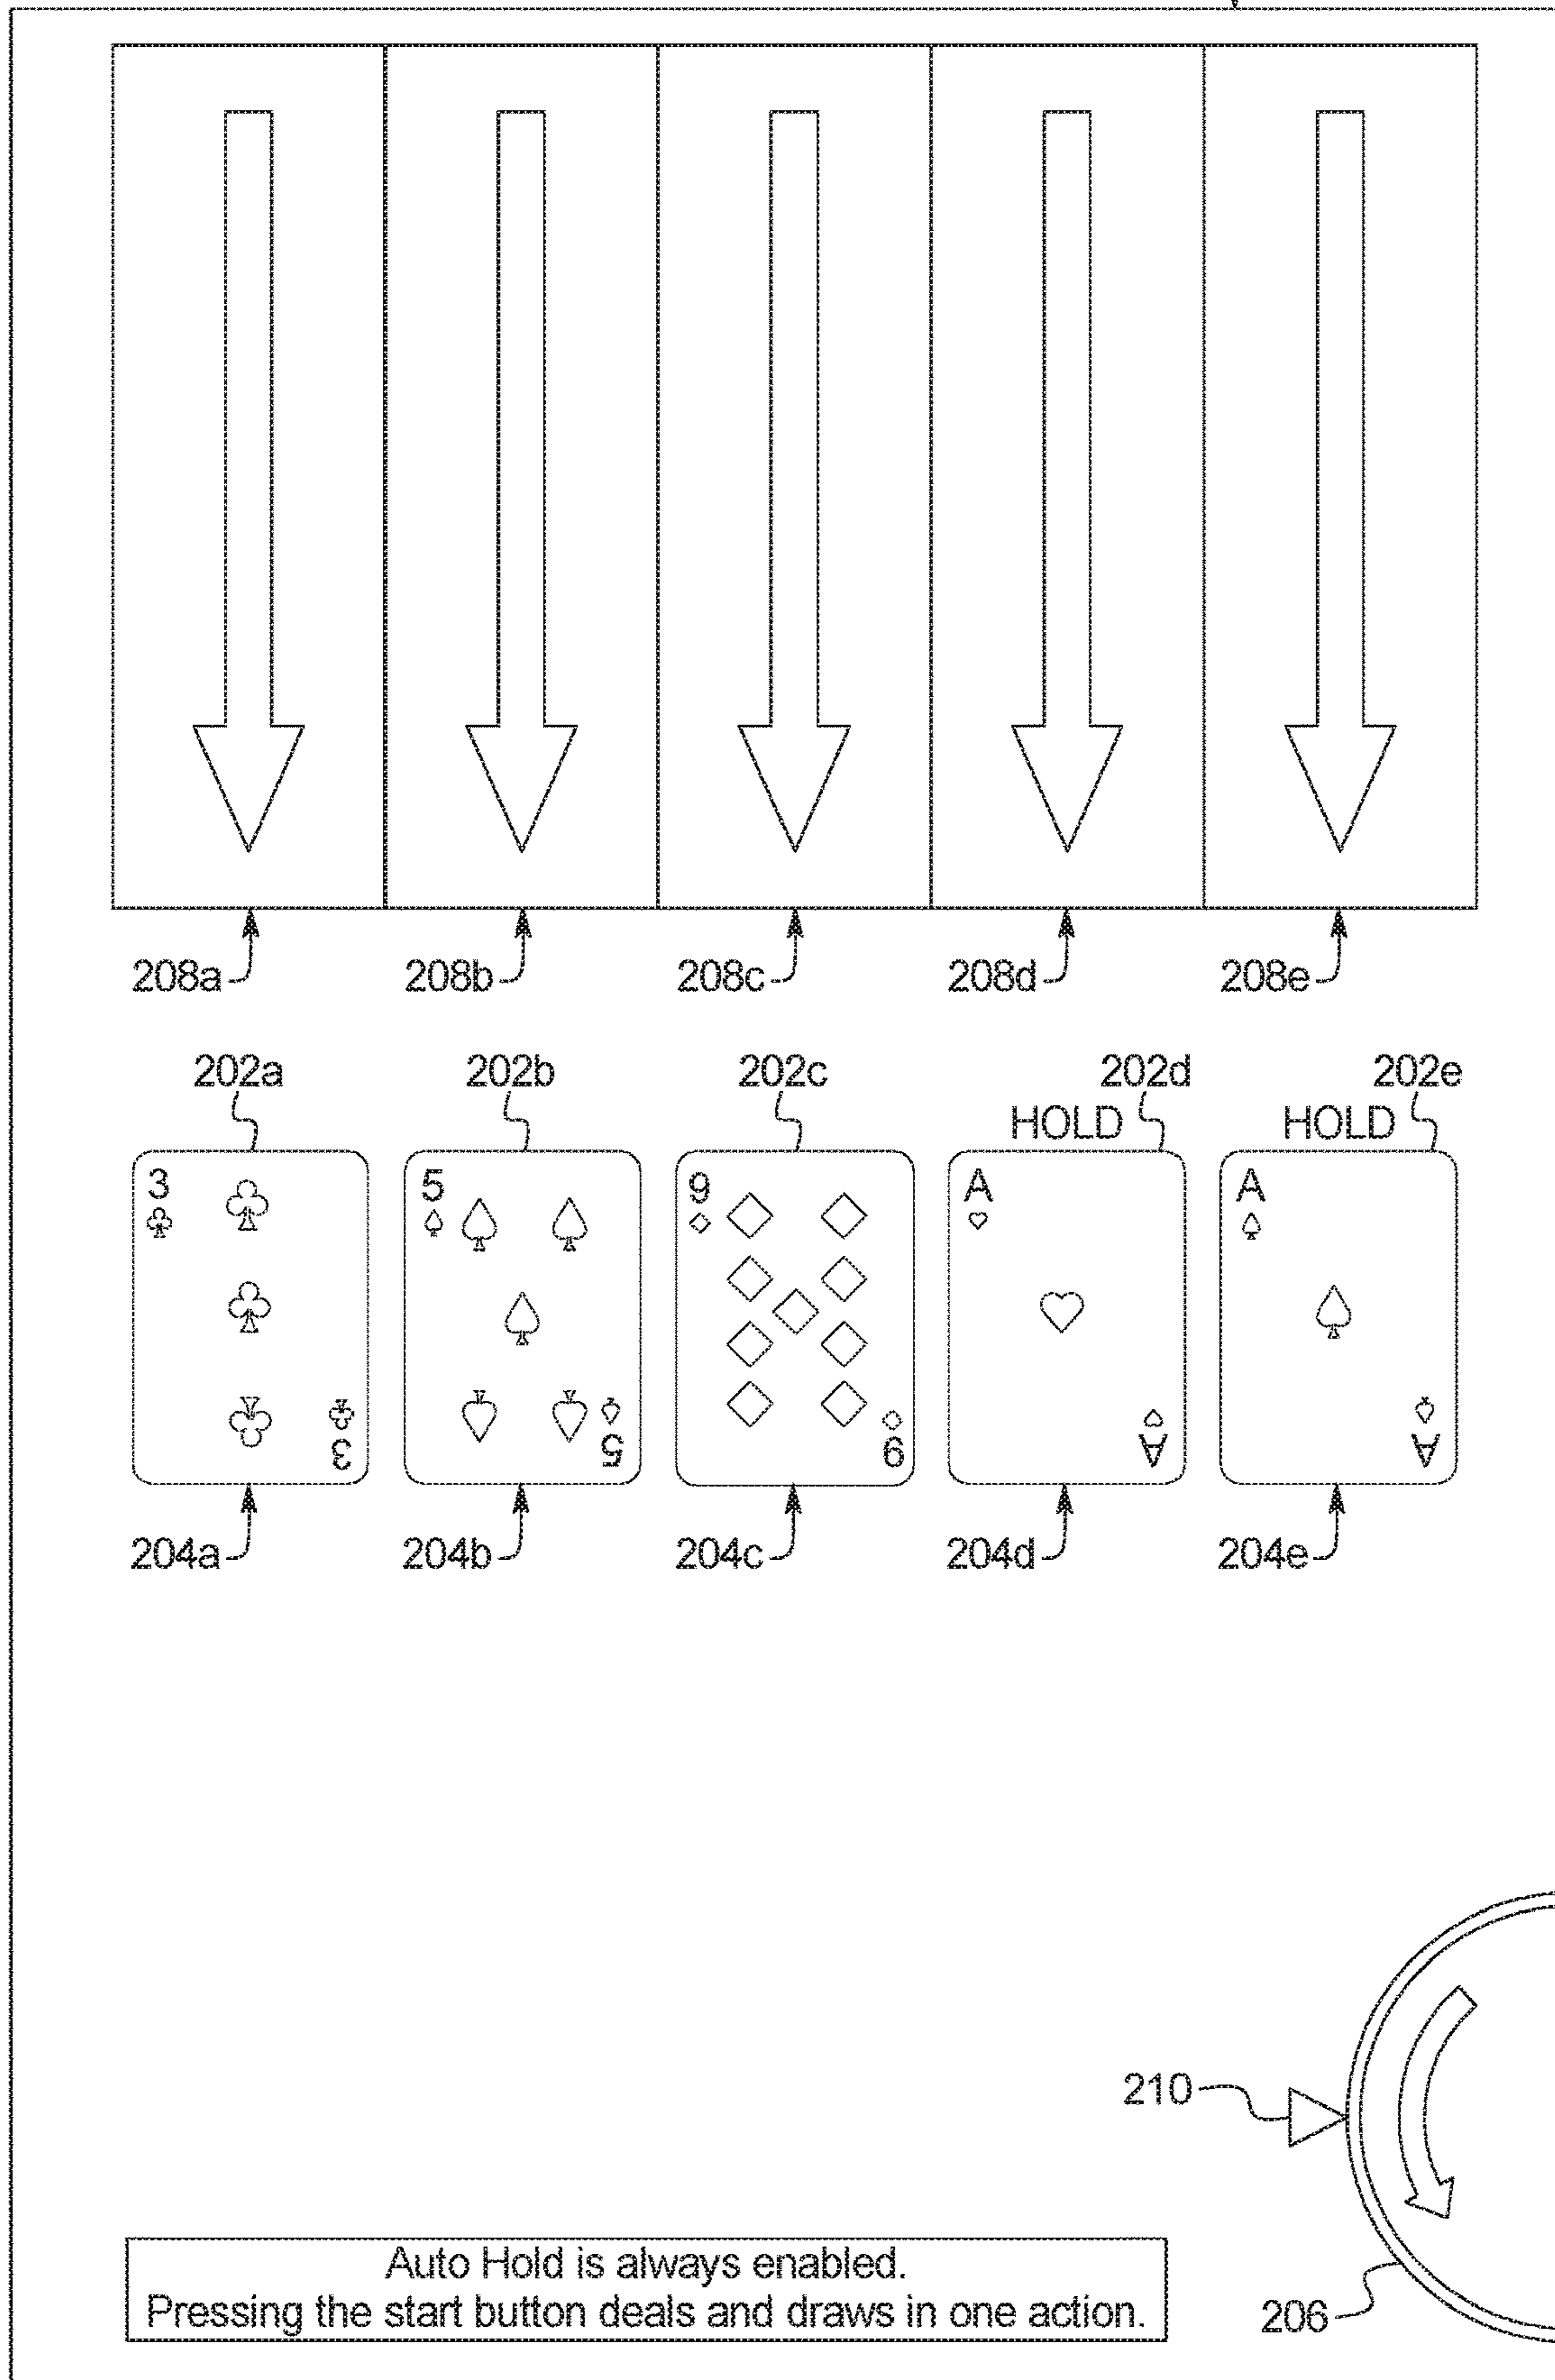 208a 208b 208c 208d 208e
202a 202b 202c 202d 202e
HOLD HOLD
3 5 9 A A
3 5 9 A A
204a 204b 204c 204d 204e
210
Auto Hold is always enabled.
Pressing the start button deals and draws in one action.
206